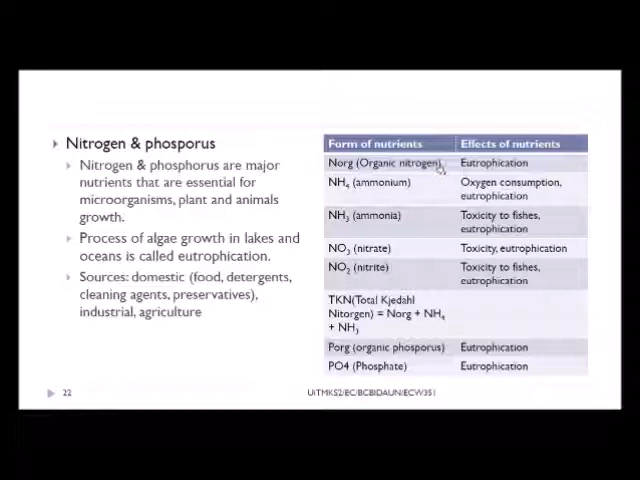 Nitrogen & phosporus
Nitrogen & phosphorus are major
nutrients that are essential for
microorganisms, plant and animals
growth.
Process of algae growth in lakes and
oceans is called eutrophication.
Sources: domestic (food, detergents,
cleaning agents, preservatives),
industrial, agriculture
Form of nutrients Effects of nutrients
Norg (Organic nitrogen) Eutrophication
NH4 (ammonium) Oxygen consumption,
eutrophication
NH3 (ammonia) Toxicity to fishes,
eutrophication
NO3 (nitrate) Toxicity, eutrophication
NO2 (nitrite) Toxicity to fishes,
eutrophication
TKN(Total Kjedahl
Nitorgen) = Norg + NH4
+ NH3
Porg (organic phosporus) Eutrophication
PO4 (Phosphate) Eutrophication
22 UiTMKS2/EC/BCBIDAUN/ECW351